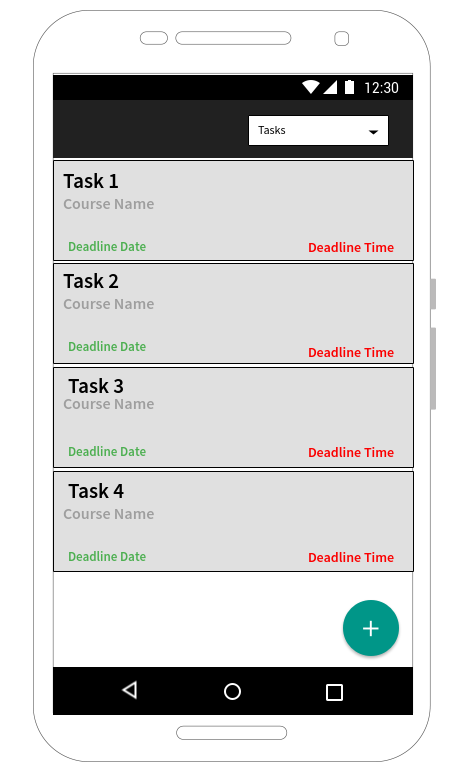 12:30
Tasks
Task 1
Course Name
Deadline Date Deadline Time
Task 2
Course Name
Deadline Date Deadline Time
Task 3
Course Name
Deadline Date Deadline Time
Task 4
Course Name
Deadline Date Deadline Time
+